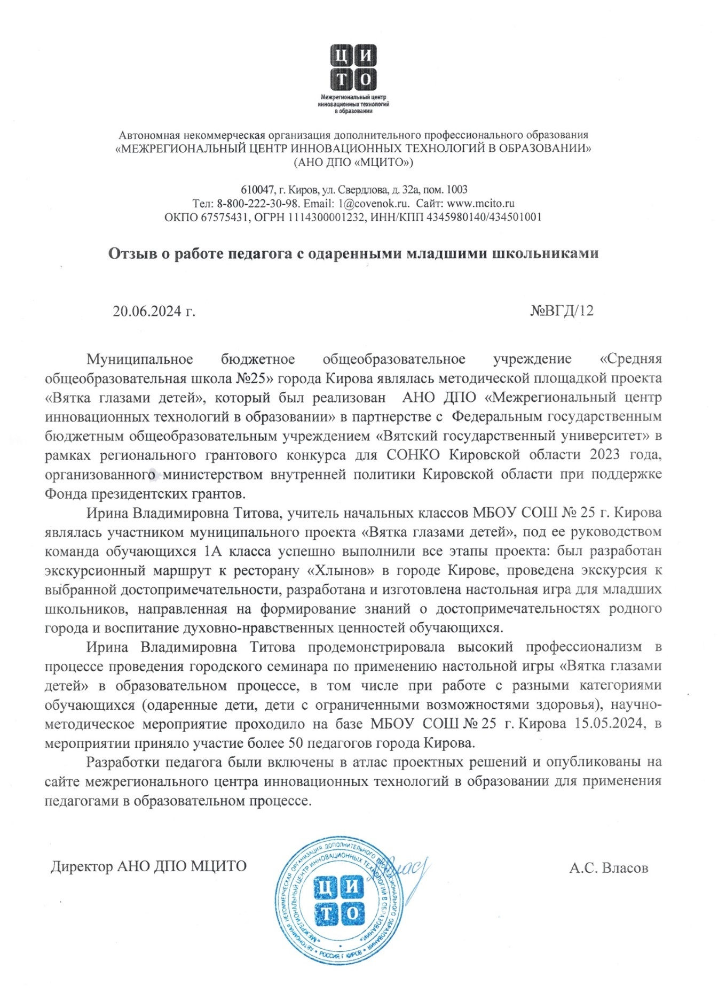 Ц И
Т О
Межрегиональный центр
инновационных технологий
в образовании
Автономная некоммерческая организация дополнительного профессионального образования
«МЕЖРЕГИОНАЛЬНЫЙ ЦЕНТР ИННОВАЦИОННЫХ ТЕХНОЛОГИЙ В ОБРАЗОВАНИИ»
(АНО ДПО «МЦИТО»)
610047, г. Киров, ул. Свердлова, д. 32а, пом. 1003
Тел: 8-800-222-30-98. Email: 1@covenok.ru. Сайт: www.mcito.ru
ОКПО 67575431, ОГРН 1114300001232, ИНН/КПП 4345980140/434501001
Отзыв о работе педагога с одаренными младшими школьниками
20.06.2024 г. №ВГД/12
Муниципальное бюджетное общеобразовательное учреждение «Средняя
общеобразовательная школа №25» города Кирова являлась методической площадкой проекта
«Вятка глазами детей», который был реализован АНО ДПО «Межрегиональный центр
инновационных технологий в образовании» в партнерстве с Федеральным государственным
бюджетным общеобразовательным учреждением «Вятский государственный университет» в
рамках регионального грантового конкурса для СОНКО Кировской области 2023 года,
организованного министерством внутренней политики Кировской области при поддержке
Фонда президентских грантов.
Ирина Владимировна Титова, учитель начальных классов МБОУ СОШ № 25 г. Кирова
являлась участником муниципального проекта «Вятка глазами детей», под ее руководством
команда обучающихся 1А класса успешно выполнили все этапы проекта: был разработан
экскурсионный маршрут к ресторану «Хлынов» в городе Кирове, проведена экскурсия к
выбранной достопримечательности, разработана и изготовлена настольная игра для младших
школьников, направленная на формирование знаний о достопримечательностях родного
города и воспитание духовно-нравственных ценностей обучающихся.
Ирина Владимировна Титова продемонстрировала высокий профессионализм в
процессе проведения городского семинара по применению настольной игры «Вятка глазами
детей» в образовательном процессе, в том числе при работе с разными категориями
обучающихся (одаренные дети, дети с ограниченными возможностями здоровья), научно-
методическое мероприятие проходило на базе МБОУ СОШ № 25 г. Кирова 15.05.2024, в
мероприятии приняло участие более 50 педагогов города Кирова.
Разработки педагога были включены в атлас проектных решений и опубликованы на
сайте межрегионального центра инновационных технологий в образовании для применения
педагогами в образовательном процессе.
Директор АНО ДПО МЦИТО А.С. Власов
АВТОНОМНАЯ НЕКОММЕРЧЕСКАЯ ОРГАНИЗАЦИЯ ДОПОЛНИТЕЛЬНОГО ПРОФЕССИОНАЛЬНОГО ОБРАЗОВАНИЯ
«МЕЖРЕГИОНАЛЬНЫЙ ЦЕНТР ИННОВАЦИОННЫХ ТЕХНОЛОГИЙ В ОБРАЗОВАНИИ»
• РОССИЯ, Г. КИРОВ •
Ц И
Т О